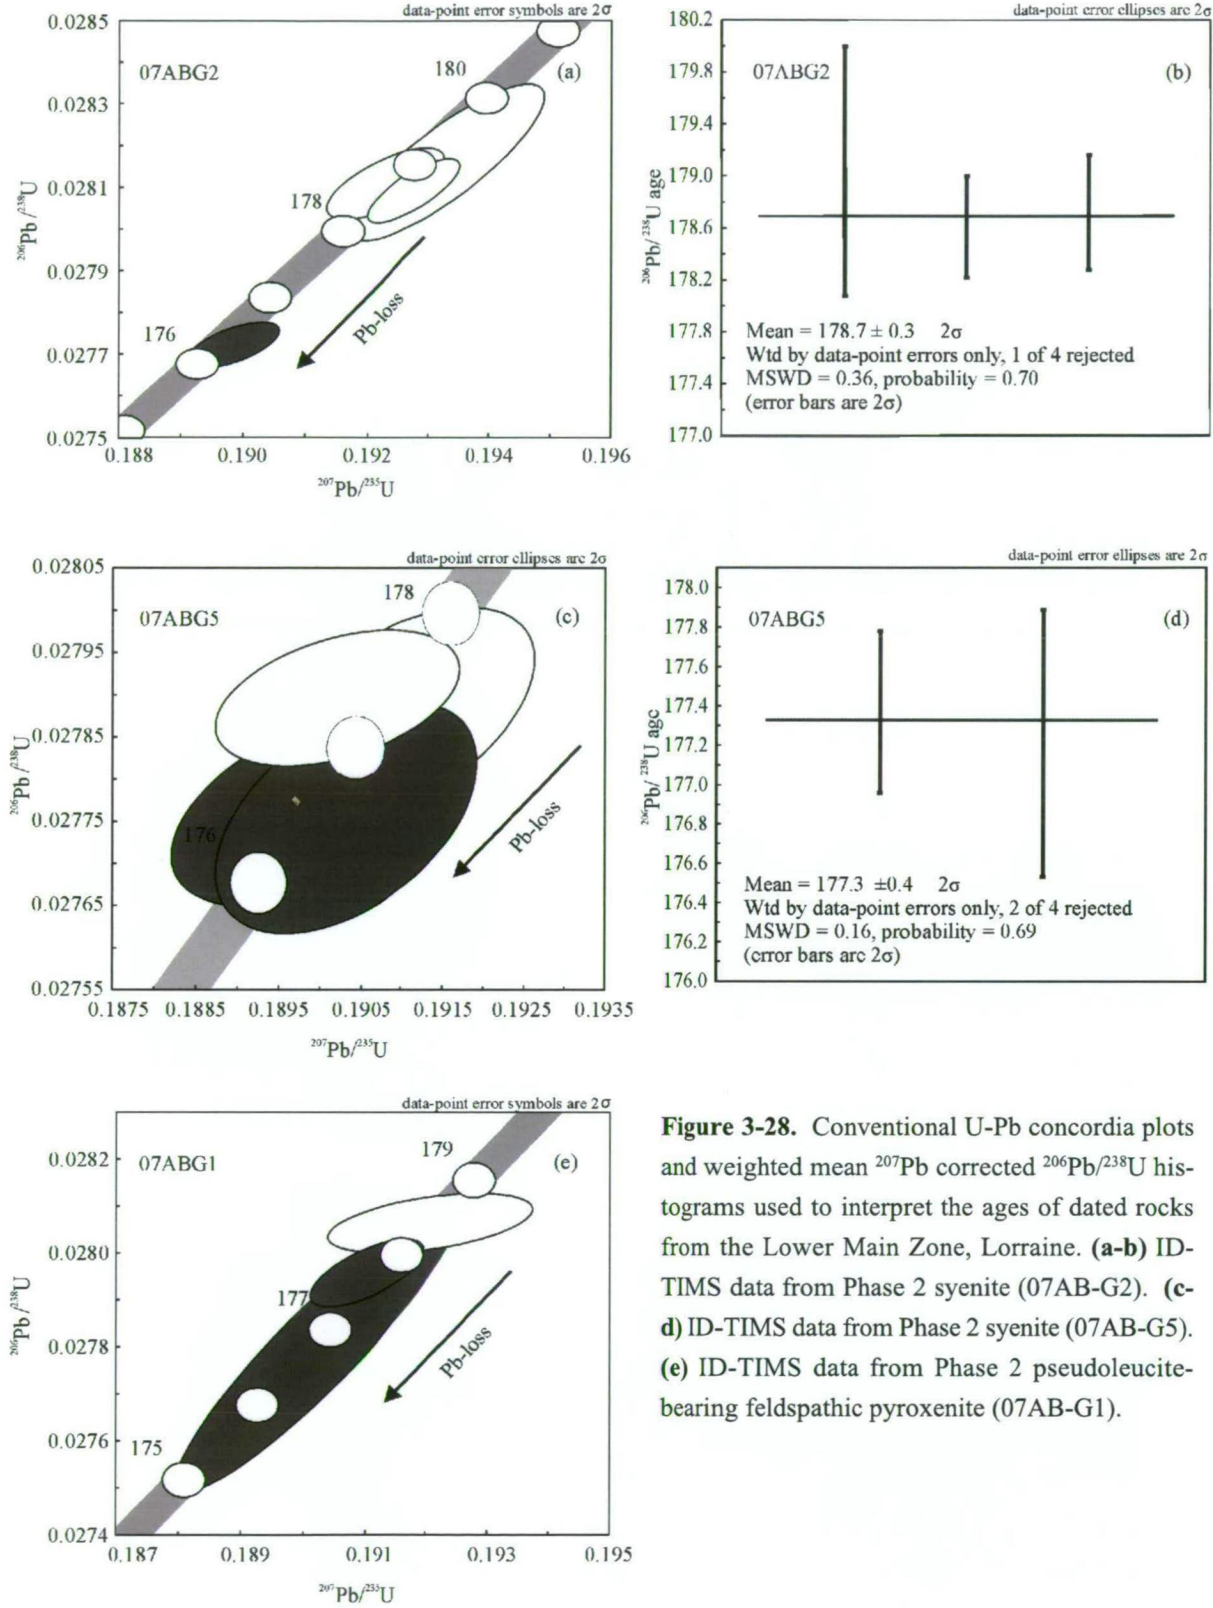 data-point error symbols are 2σ
07ABG2
(a)
180
178
176
Pb-loss
0.0285
0.0283
0.0281
0.0279
0.0277
0.0275
²⁰⁶Pb/²³⁸U
0.188 0.190 0.192 0.194 0.196
²⁰⁷Pb/²³⁵U
data-point error ellipses are 2σ
07ABG2
(b)
180.2
179.8
179.4
179.0
178.6
178.2
177.8
177.4
177.0
²⁰⁶Pb/²³⁸U age
Mean = 178.7 ± 0.3 2σ
Wtd by data-point errors only, 1 of 4 rejected
MSWD = 0.36, probability = 0.70
(error bars are 2σ)
data-point error ellipses are 2σ
07ABG5
(c)
178
176
Pb-loss
0.02805
0.02795
0.02785
0.02775
0.02765
0.02755
²⁰⁶Pb/²³⁸U
0.1875 0.1885 0.1895 0.1905 0.1915 0.1925 0.1935
²⁰⁷Pb/²³⁵U
data-point error ellipses are 2σ
07ABG5
(d)
178.0
177.8
177.6
177.4
177.2
177.0
176.8
176.6
176.4
176.2
176.0
²⁰⁶Pb/²³⁸U age
Mean = 177.3 ±0.4 2σ
Wtd by data-point errors only, 2 of 4 rejected
MSWD = 0.16, probability = 0.69
(error bars are 2σ)
data-point error symbols are 2σ
07ABG1
(e)
179
177
175
Pb-loss
0.0282
0.0280
0.0278
0.0276
0.0274
²⁰⁶Pb/²³⁸U
0.187 0.189 0.191 0.193 0.195
²⁰⁷Pb/²³⁵U
Figure 3-28. Conventional U-Pb concordia plots
and weighted mean ²⁰⁷Pb corrected ²⁰⁶Pb/²³⁸U his-
tograms used to interpret the ages of dated rocks
from the Lower Main Zone, Lorraine. (a-b) ID-
TIMS data from Phase 2 syenite (07AB-G2). (c-
d) ID-TIMS data from Phase 2 syenite (07AB-G5).
(e) ID-TIMS data from Phase 2 pseudoleucite-
bearing feldspathic pyroxenite (07AB-G1).